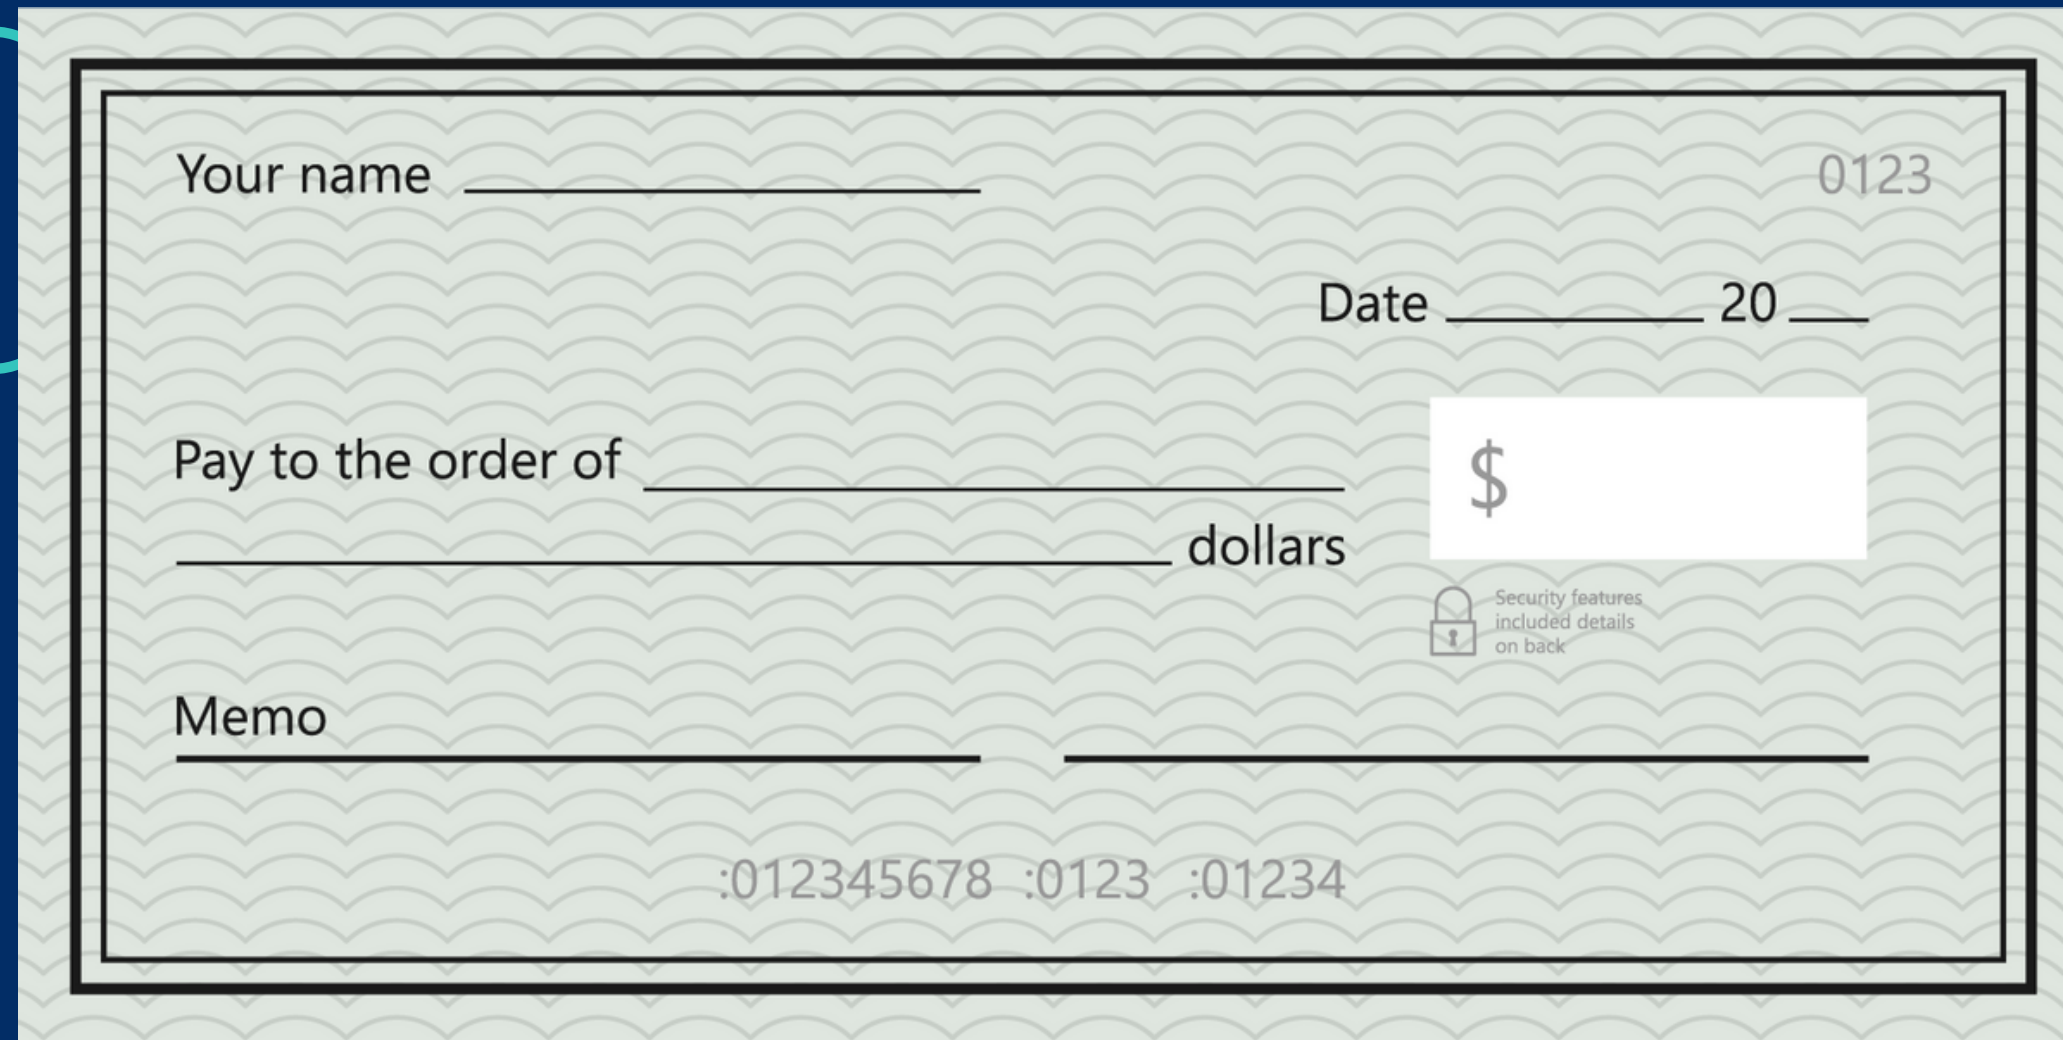 Your name
0123
Date 20
Pay to the order of
$
dollars
Security features
included details
on back
Memo
:012345678 :0123 :01234